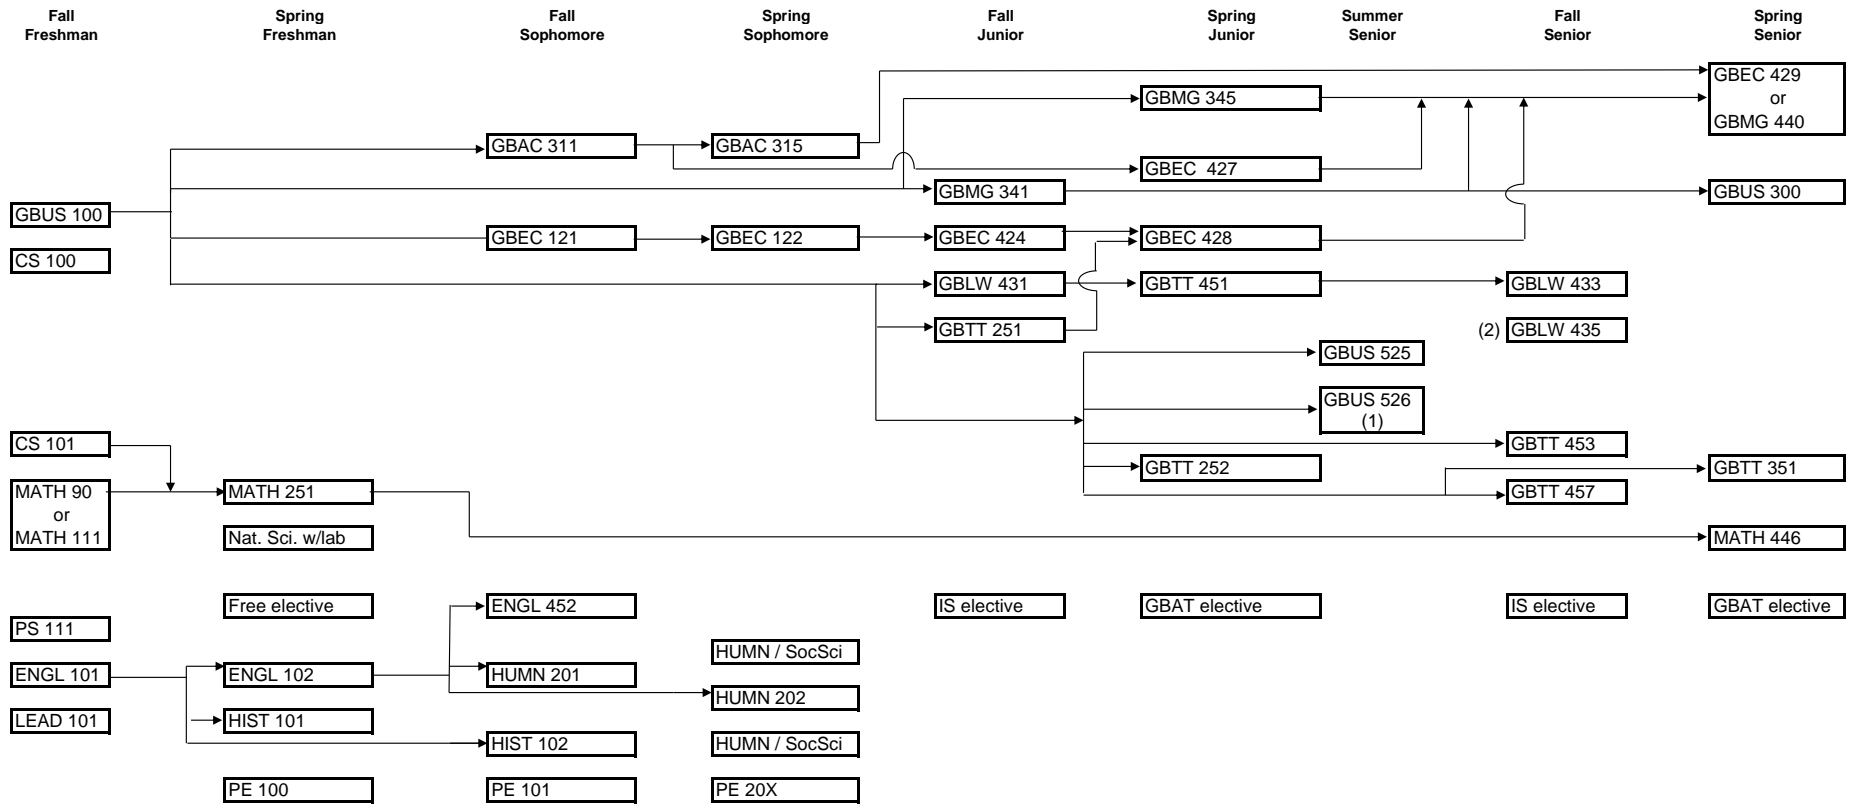 Fall
Freshman
Spring
Freshman
Fall
Sophomore
Spring
Sophomore
Fall
Junior
Spring
Junior
Summer
Senior
Fall
Senior
Spring
Senior
GBEC 429
or
GBMG 440
GBMG 345
GBAC 311
GBAC 315
GBEC 427
GBMG 341
GBUS 300
GBUS 100
GBEC 121
GBEC 122
GBEC 424
GBEC 428
CS 100
GBLW 431
GBTT 451
GBLW 433
GBTT 251
(2) GBLW 435
GBUS 525
GBUS 526
(1)
CS 101
GBTT 453
GBTT 252
GBTT 351
MATH 90
or
MATH 111
MATH 251
GBTT 457
Nat. Sci. w/lab
MATH 446
Free elective
ENGL 452
IS elective
GBAT elective
IS elective
GBAT elective
PS 111
HUMN / SocSci
ENGL 101
ENGL 102
HUMN 201
HUMN 202
LEAD 101
HIST 101
HIST 102
HUMN / SocSci
PE 100
PE 101
PE 20X